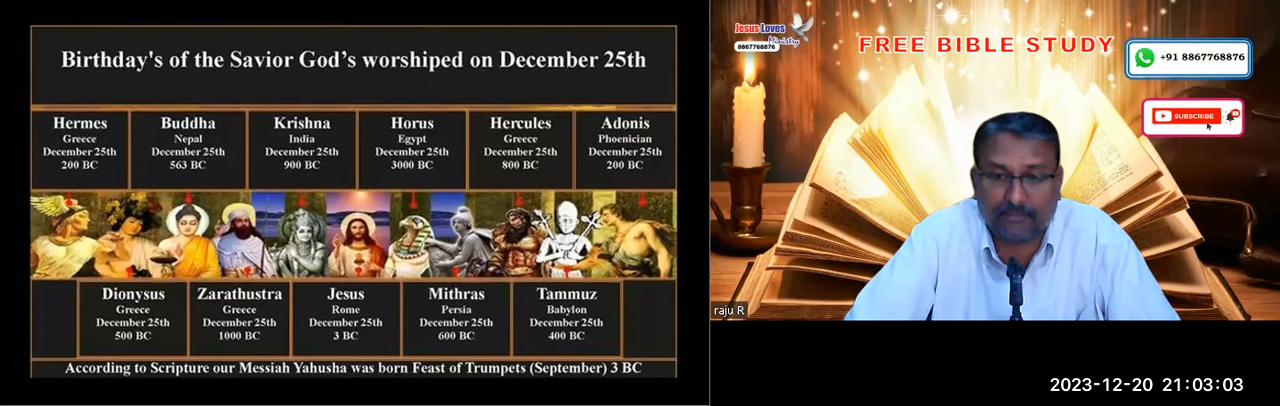 Birthday's of the Savior God's worshiped on December 25th
Hermes
Greece
December 25th
200 BC
Buddha
Nepal
December 25th
563 BC
Krishna
India
December 25th
900 BC
Horus
Egypt
December 25th
3000 BC
Hercules
Greece
December 25th
800 BC
Adonis
Phoenician
December 25th
200 BC
Dionysus
Greece
December 25th
500 BC
Zarathustra
Greece
December 25th
1000 BC
Jesus
Rome
December 25th
3 BC
Mithras
Persia
December 25th
600 BC
Tammuz
Babylon
December 25th
400 BC
According to Scripture our Messiah Yahusha was born Feast of Trumpets (September) 3 BC
Jesus Loves
Ministry
8867768876
FREE BIBLE STUDY
+91 8867768876
SUBSCRIBE
raju R
2023-12-20 21:03:03